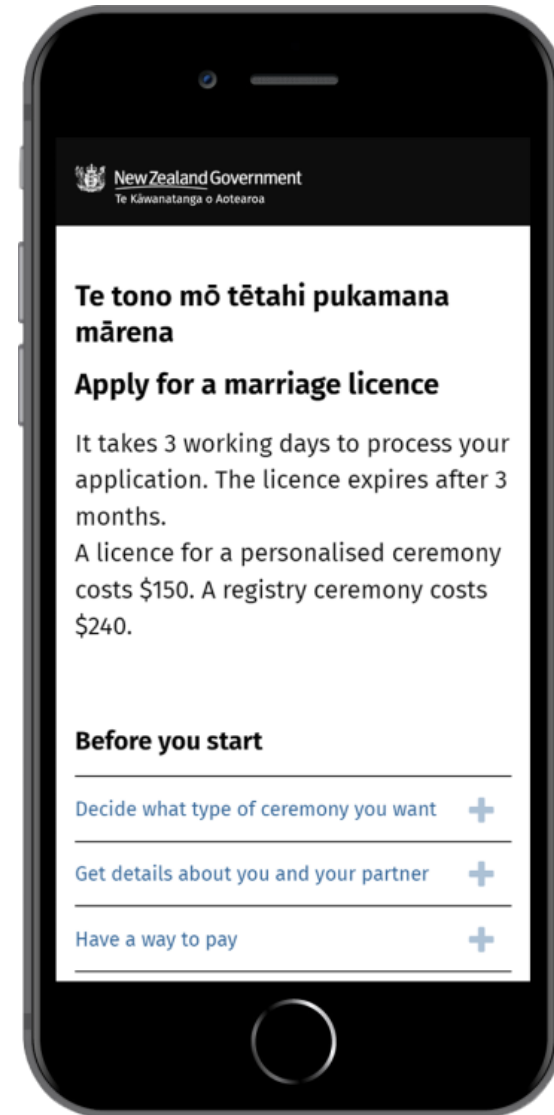 New Zealand Government
Te Kāwanatanga o Aotearoa
Te tono mō tētahi pukamana
mārena
Apply for a marriage licence
It takes 3 working days to process your
application. The licence expires after 3
months.
A licence for a personalised ceremony
costs $150. A registry ceremony costs
$240.
Before you start
Decide what type of ceremony you want
Get details about you and your partner
Have a way to pay